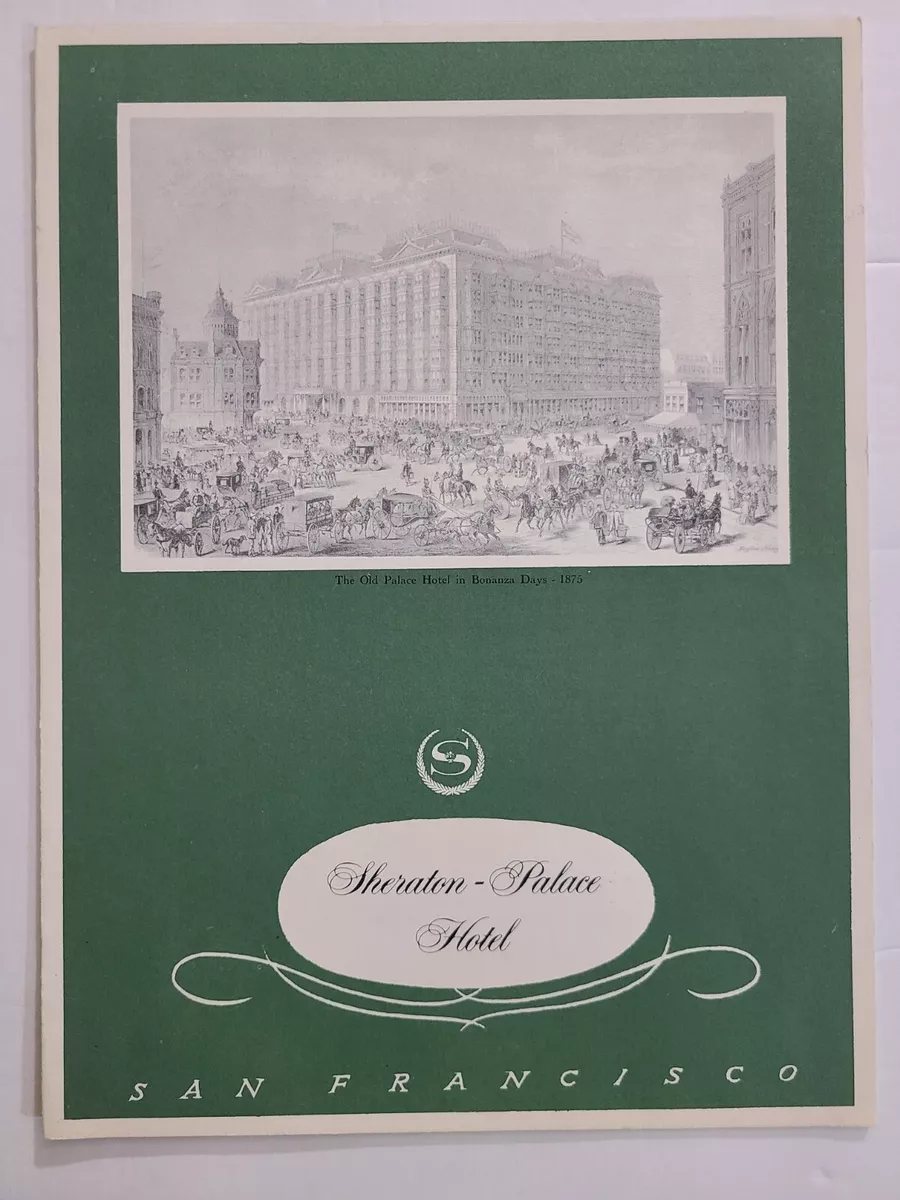 The Old Palace Hotel in Bonanza Days - 1875
S
Sheraton - Palace
Hotel
SAN FRANCISCO